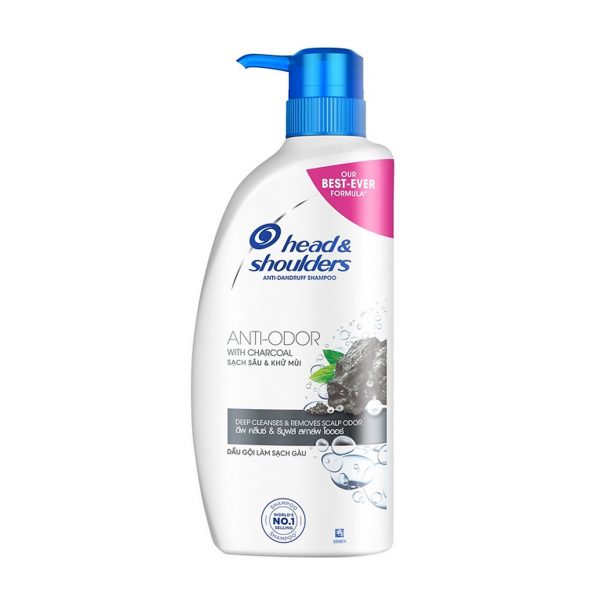 OUR
BEST-EVER
FORMULA*
head&
shoulders
ANTI-DANDRUFF SHAMPOO
ANTI-ODOR
WITH CHARCOAL
SẠCH SÂU & KHỬ MÙI
DEEP CLEANSES & REMOVES SCALP ODOR
ดีพ คลีนซ์ & รีมูฟส์ สคาล์พ โอดอร์
DẦU GỘI LÀM SẠCH GÀU
SHAMPOO
WORLD'S
NO.1
SELLING
SHAMPOO